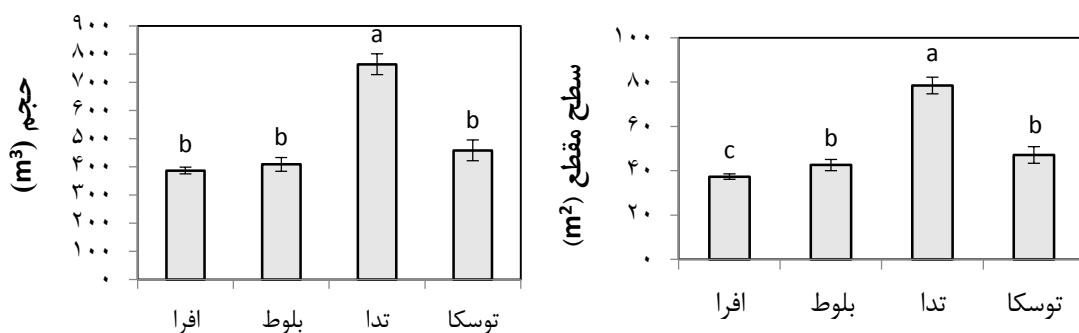 حجم (m³)
۹۰۰
۸۰۰
۷۰۰
۶۰۰
۵۰۰
۴۰۰
۳۰۰
۲۰۰
۱۰۰
۰
b
b
a
b
افرا
بلوط
تدا
توسکا
سطح مقطع (m²)
۱۰۰
۸۰
۶۰
۴۰
۲۰
۰
c
b
a
b
افرا
بلوط
تدا
توسکا